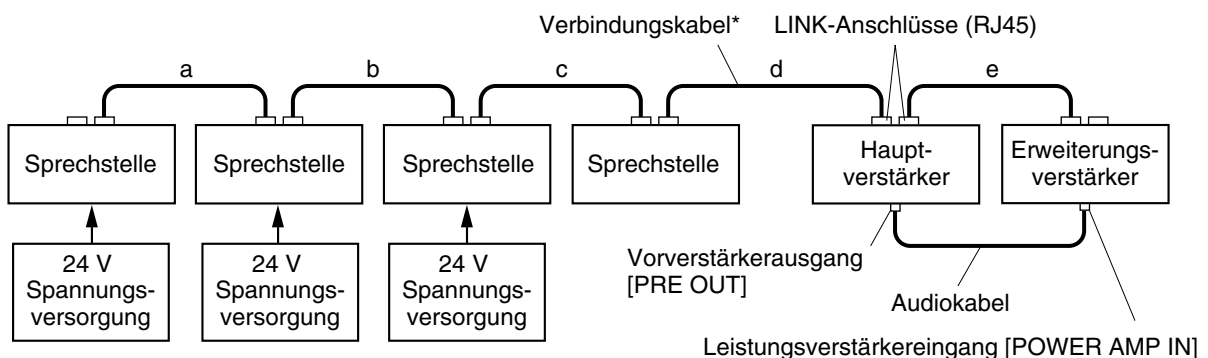 Verbindungskabel*
LINK-Anschlüsse (RJ45)
a
b
c
d
e
Sprechstelle
Sprechstelle
Sprechstelle
Sprechstelle
Haupt-
verstärker
Erweiterungs-
verstärker
24 V
Spannungs-
versorgung
24 V
Spannungs-
versorgung
24 V
Spannungs-
versorgung
Vorverstärkerausgang
[PRE OUT]
Audiokabel
Leistungsverstärkereingang [POWER AMP IN]